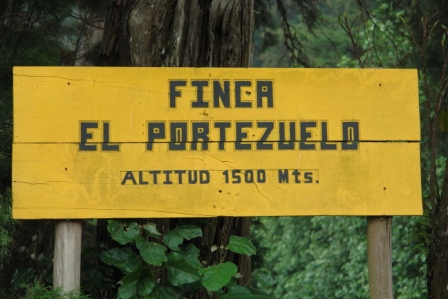 FINCA
EL PORTEZUELO
ALTITUD 1500 Mts.